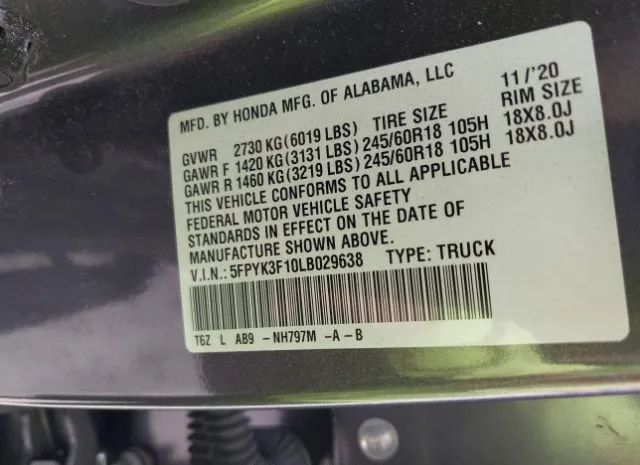 MFD. BY HONDA MFG. OF ALABAMA, LLC 11/'20
TIRE SIZE RIM SIZE
GVWR 2730 KG(6019 LBS)
GAWR F 1420 KG(3131 LBS) 245/60R18 105H 18X8.0J
GAWR R 1460 KG(3219 LBS) 245/60R18 105H 18X8.0J
THIS VEHICLE CONFORMS TO ALL APPLICABLE
FEDERAL MOTOR VEHICLE SAFETY
STANDARDS IN EFFECT ON THE DATE OF
MANUFACTURE SHOWN ABOVE.
V.I.N.: 5FPYK3F10LB029638 TYPE: TRUCK
T6Z L AB9 -NH797M -A-B